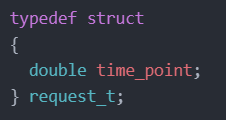 typedef struct
{
  double time_point;
} request_t;